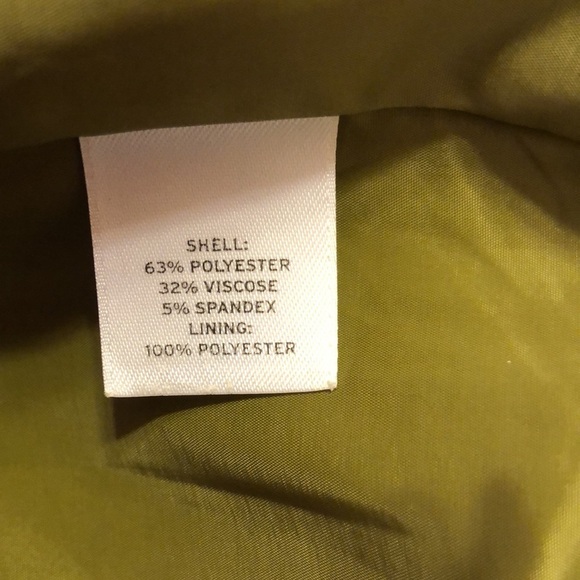 SHELL:
63% POLYESTER
32% VISCOSE
5% SPANDEX
LINING:
100% POLYESTER